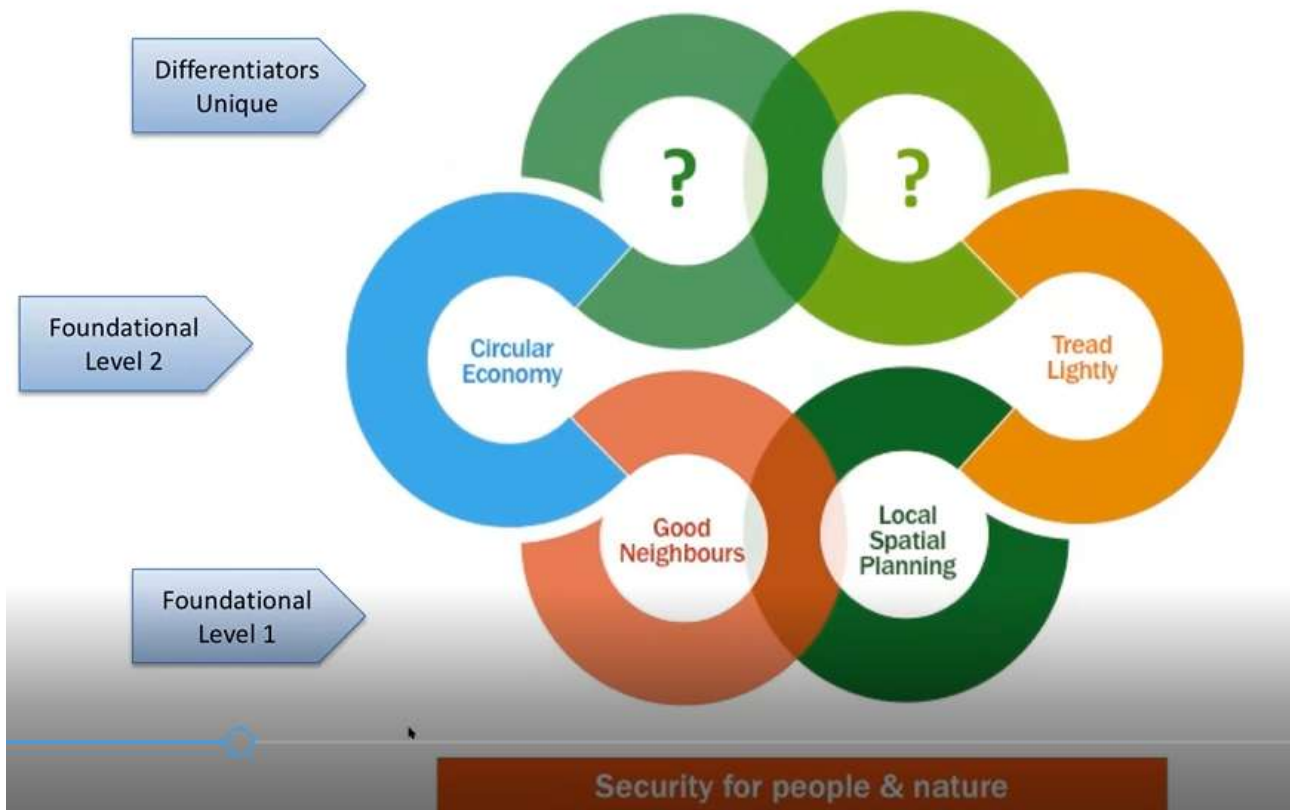 Differentiators
Unique
?
?
Foundational
Level 2
Circular
Economy
Tread
Lightly
Good
Neighbours
Local
Spatial
Planning
Foundational
Level 1
Security for people & nature